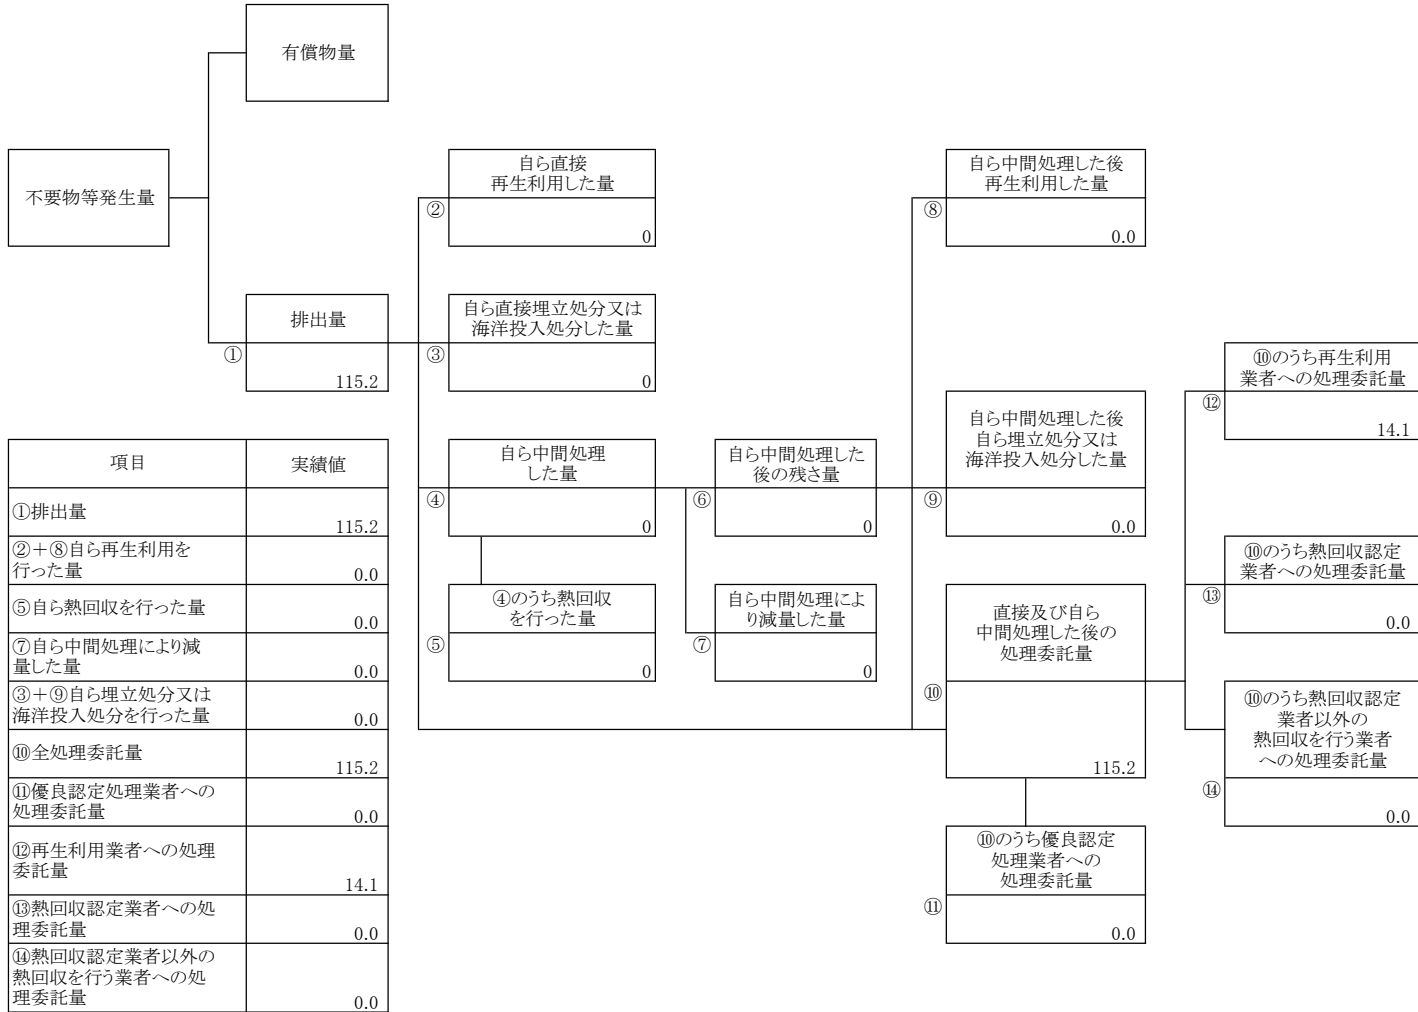 有償物量
不要物等発生量
自ら直接
再生利用した量
②
0
自ら中間処理した後
再生利用した量
⑧
0.0
排出量
①
115.2
自ら直接埋立処分又は
海洋投入処分した量
③
0
⑩のうち再生利用
業者への処理委託量
⑫
14.1
自ら中間処理
した量
④
0
自ら中間処理した
後の残さ量
⑥
0
自ら中間処理した後
自ら埋立処分又は
海洋投入処分した量
⑨
0.0
④のうち熱回収
を行った量
⑤
0
自ら中間処理によ
り減量した量
⑦
0
直接及び自ら
中間処理した後の
処理委託量
⑩
115.2
⑩のうち熱回収認定
業者への処理委託量
⑬
0.0
⑩のうち熱回収認定
業者以外の
熱回収を行う業者
への処理委託量
⑭
0.0
⑩のうち優良認定
処理業者への
処理委託量
⑪
0.0
項目 実績値
①排出量
115.2
②＋⑧自ら再生利用を
行った量
0.0
⑤自ら熱回収を行った量
0.0
⑦自ら中間処理により減
量した量
0.0
③＋⑨自ら埋立処分又は
海洋投入処分を行った量
0.0
⑩全処理委託量
115.2
⑪優良認定処理業者への
処理委託量
0.0
⑫再生利用業者への処理
委託量
14.1
⑬熱回収認定業者への処
理委託量
0.0
⑭熱回収認定業者以外の
熱回収を行う業者への処
理委託量
0.0